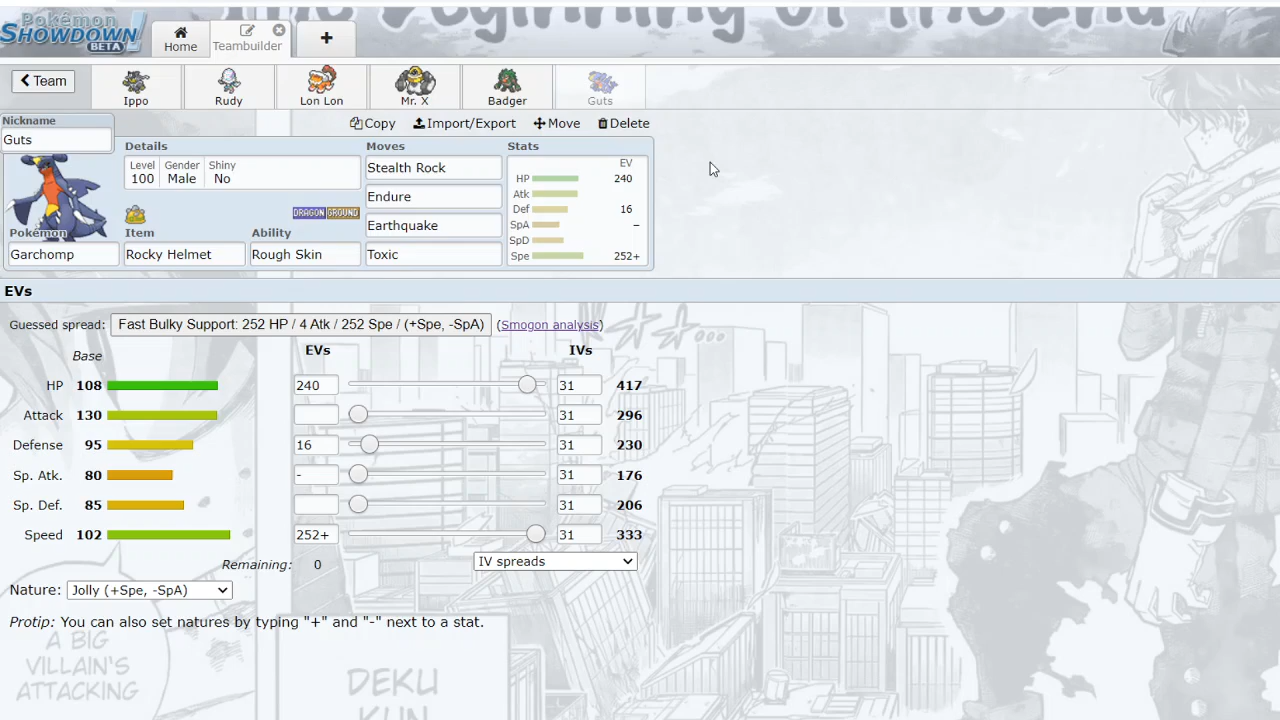 The Beginning of The End
Pokémon
SHOWDOWN!
BETA
Home
Teambuilder
+
Team
Ippo
Rudy
Lon Lon
Mr. X
Badger
Guts
Nickname
Guts
Copy
Import/Export
Move
Delete
Details
Moves
Stats
Level
Gender
Shiny
100
Male
No
Stealth Rock
Endure
Earthquake
Toxic
EV
HP
240
Atk
Def
16
SpA
–
SpD
Spe
252+
DRAGON GROUND
Pokémon
Item
Ability
Garchomp
Rocky Helmet
Rough Skin
EVs
Guessed spread:
Fast Bulky Support: 252 HP / 4 Atk / 252 Spe / (+Spe, -SpA)
(Smogon analysis)
Base
EVs
IVs
HP 108 240 31 417
Attack 130 31 296
Defense 95 16 31 230
Sp. Atk. 80 - 31 176
Sp. Def. 85 31 206
Speed 102 252+ 31 333
Remaining: 0
IV spreads
Nature: Jolly (+Spe, -SpA)
Protip: You can also set natures by typing "+" and "-" next to a stat.
A BIG
VILLAIN'S
ATTACKING
DEKU
KUN